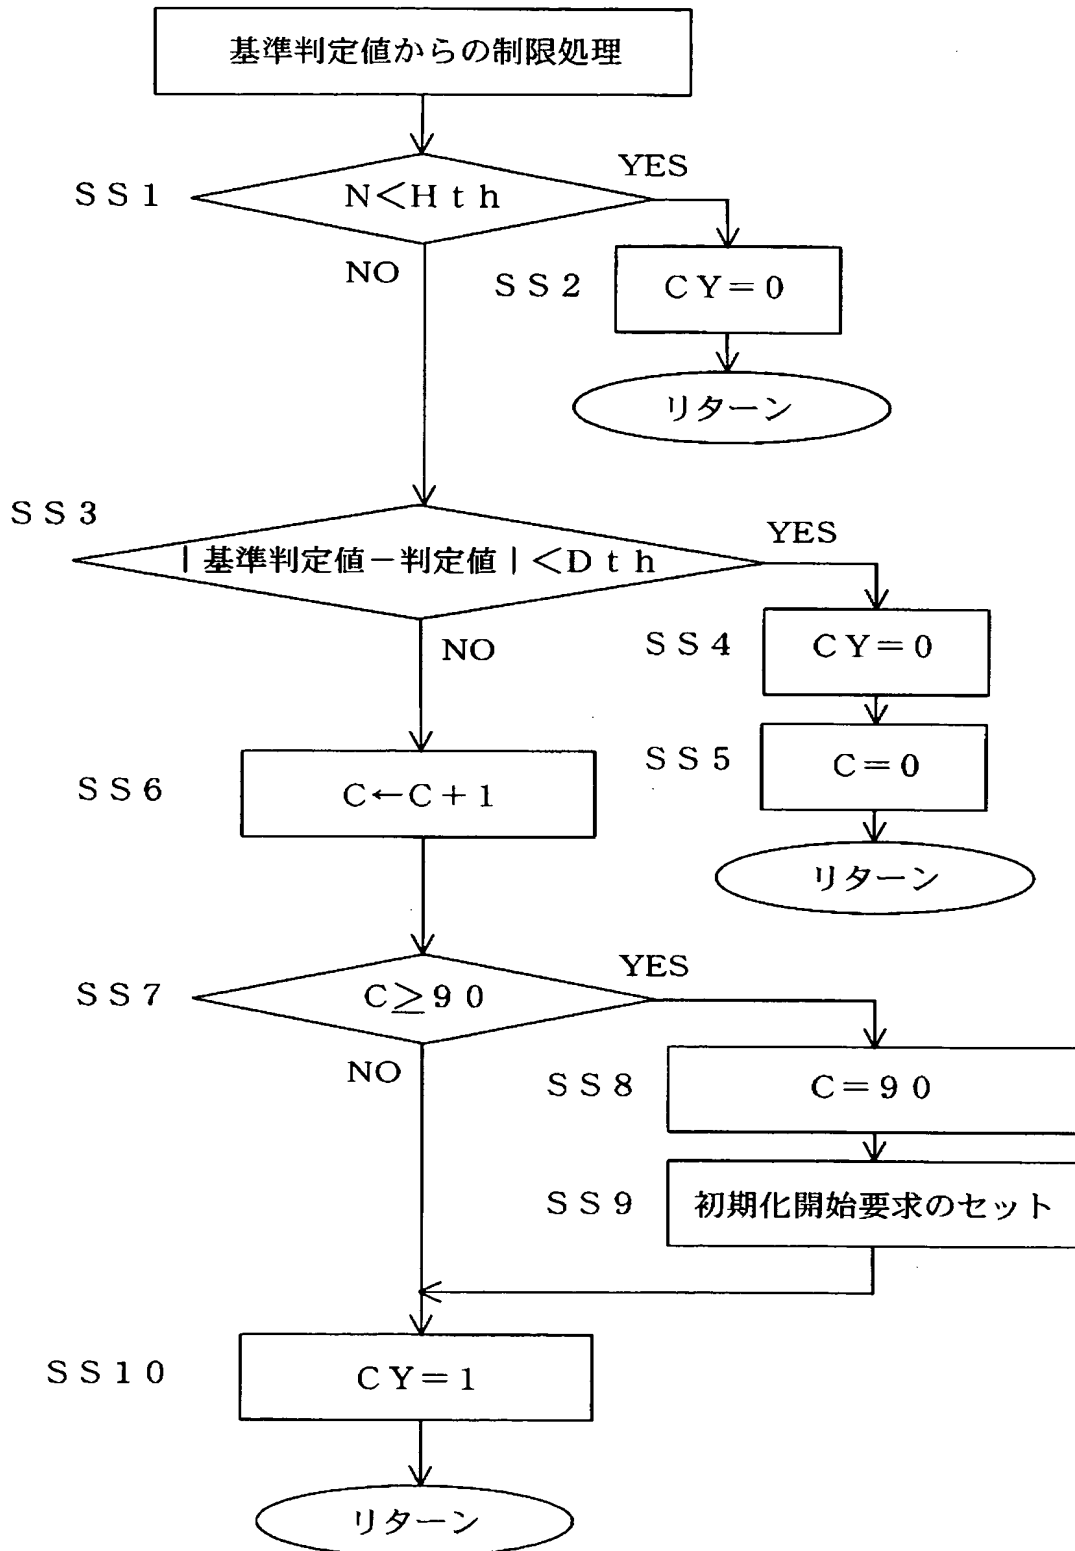 基準判定値からの制限処理
YES
SS1
N<Hth
NO
SS2
CY=0
リターン
SS3
|基準判定値-判定値|<Dth
YES
NO
SS4
CY=0
SS5
C=0
SS6
C←C+1
リターン
SS7
C≧90
YES
NO
SS8
C=90
SS9
初期化開始要求のセット
SS10
CY=1
リターン